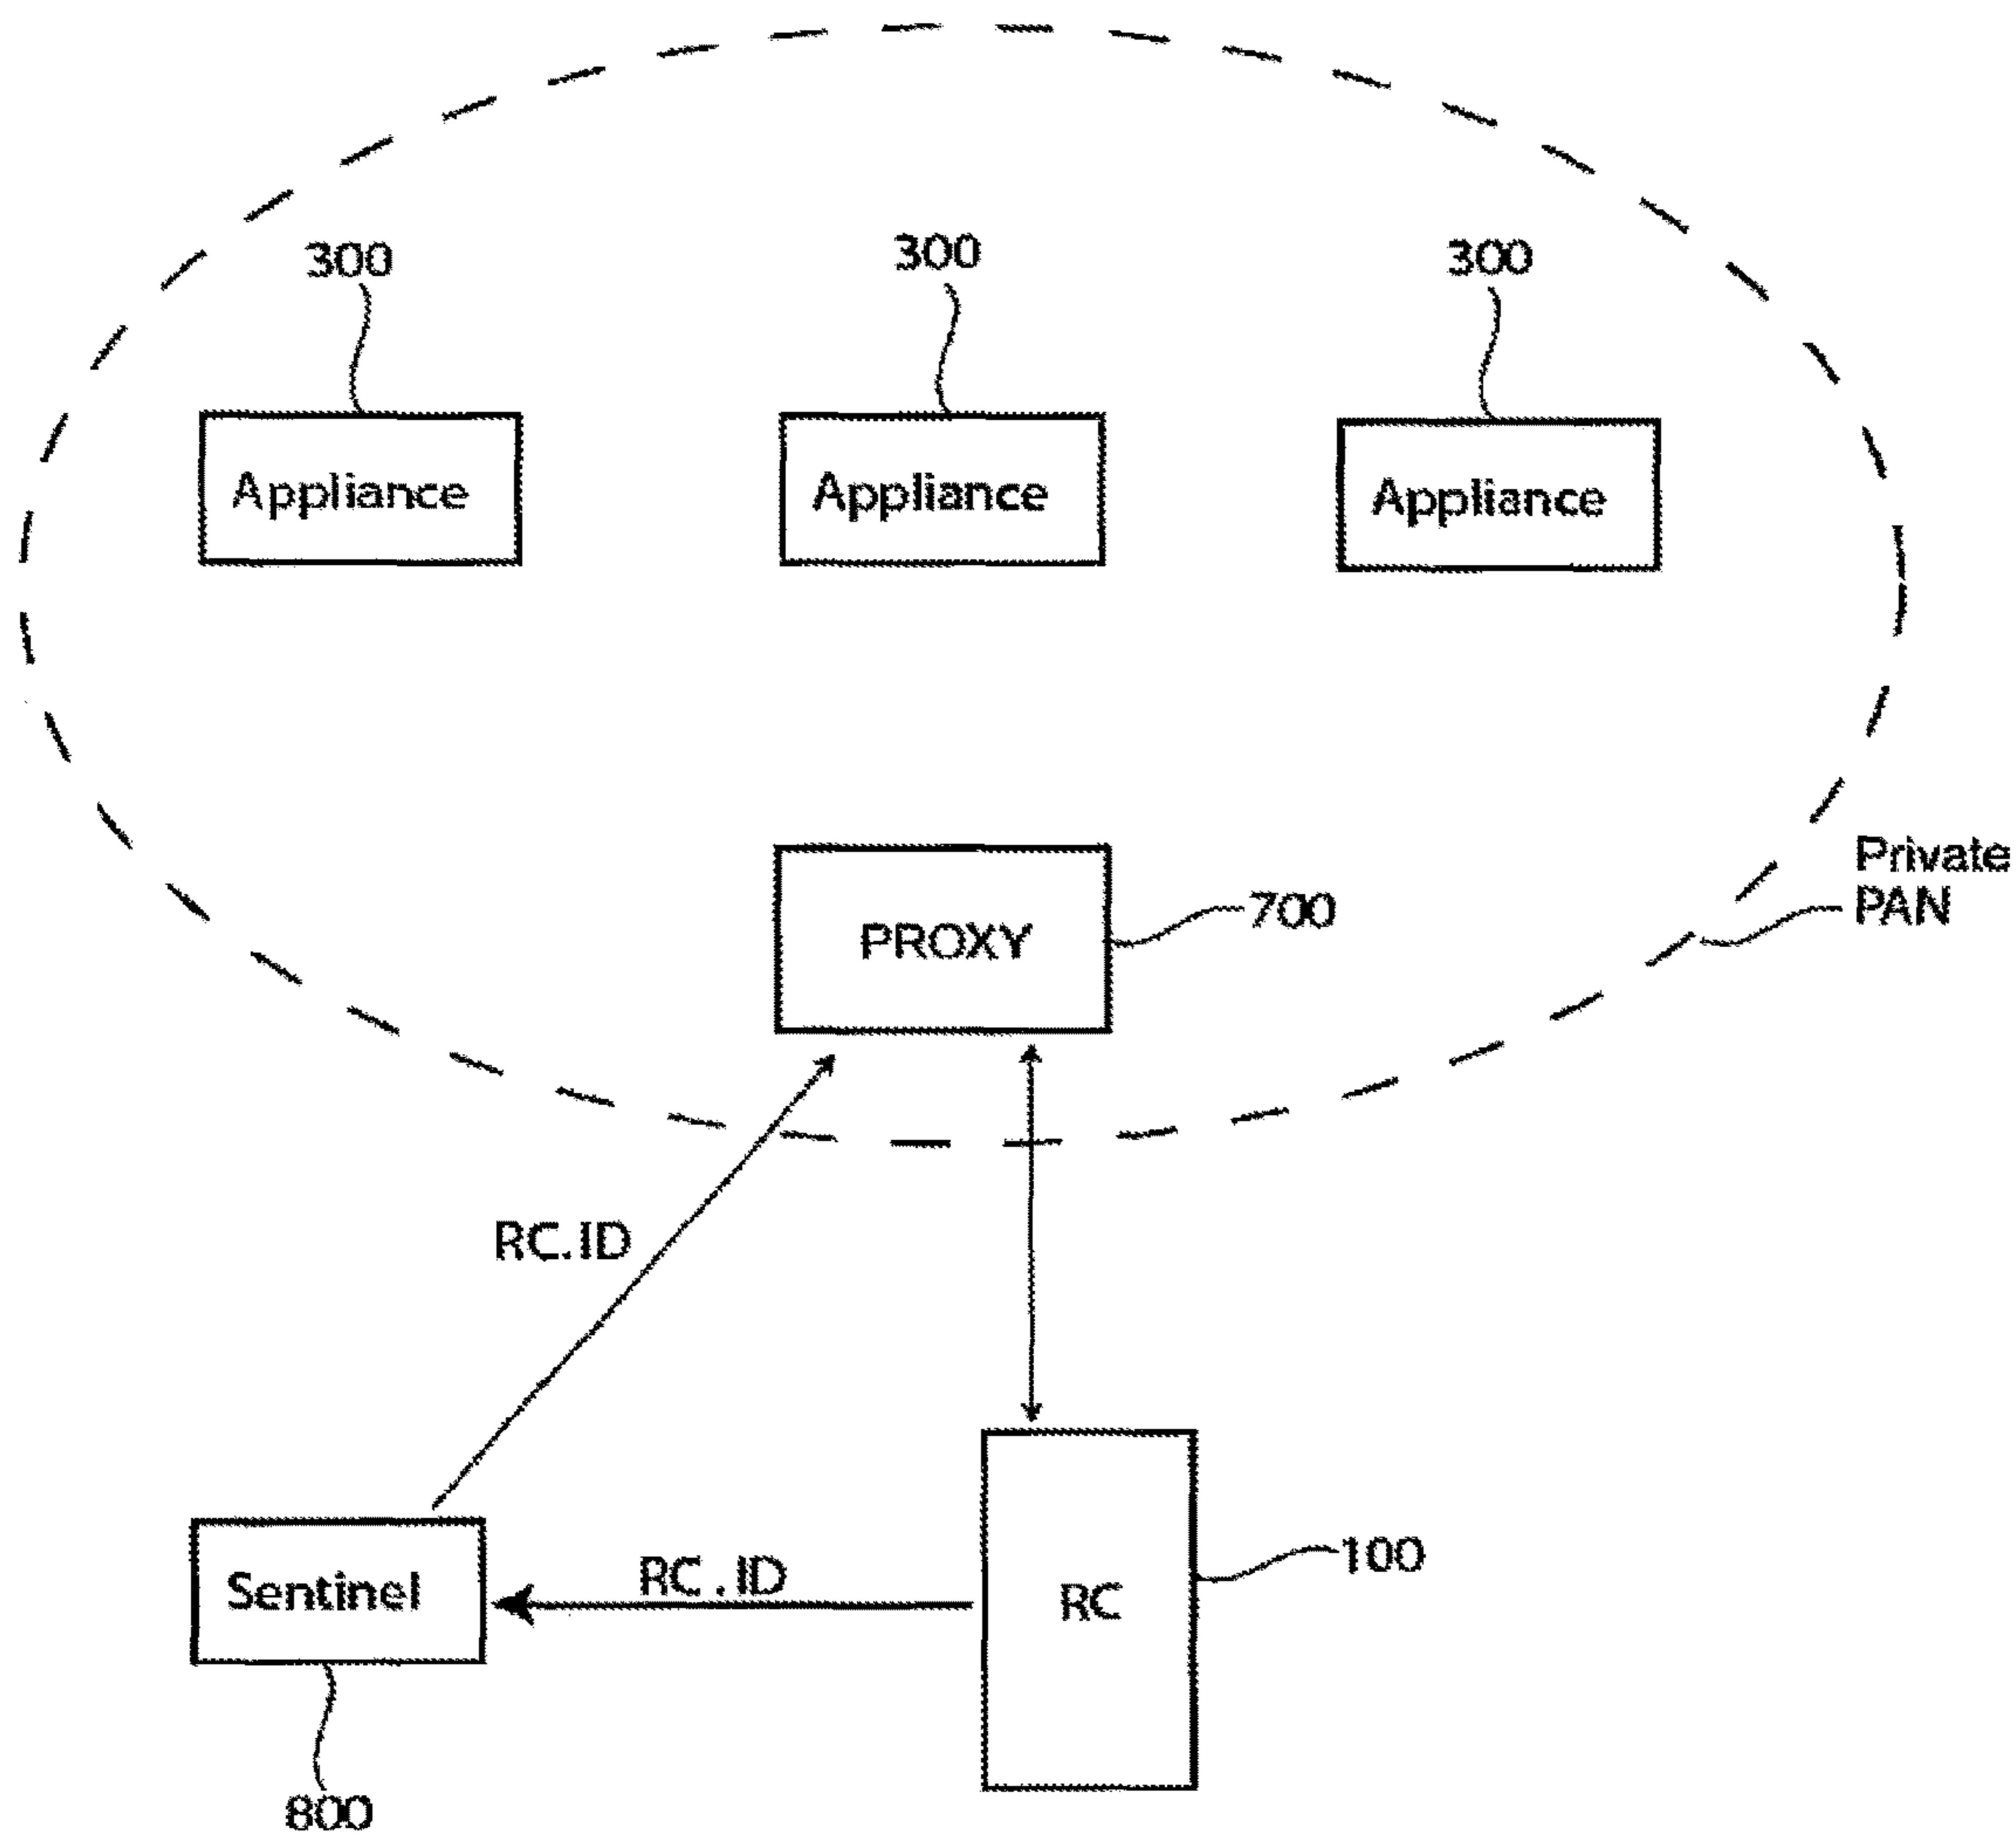 300
300
300
Appliance
Appliance
Appliance
PROXY
700
Private
PAN
RC.ID
Sentinel
RC.ID
RC
100
800